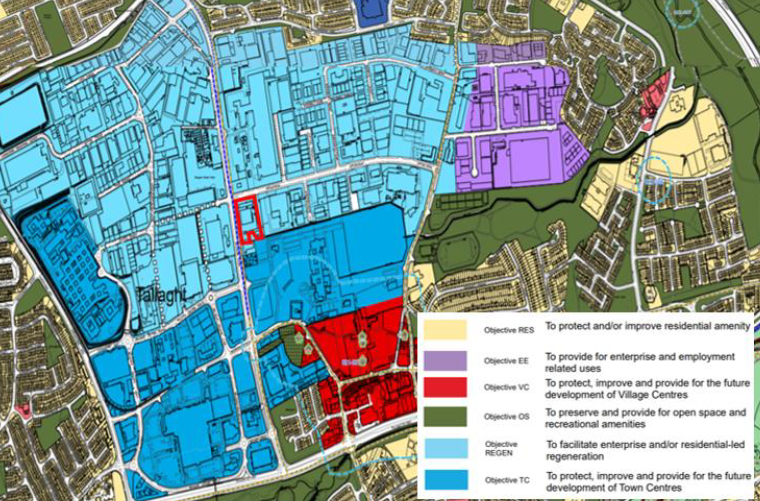 Tallaght
Objective RES
To protect and/or improve residential amenity
Objective EE
To provide for enterprise and employment
related uses
Objective VC
To protect, improve and provide for the future
development of Village Centres
Objective OS
To preserve and provide for open space and
recreational amenities
Objective
REGEN
To facilitate enterprise and/or residential-led
regeneration
Objective TC
To protect, improve and provide for the future
development of Town Centres